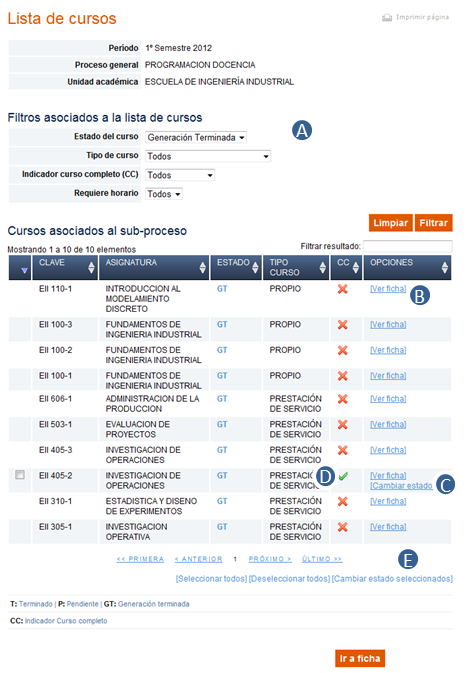 Lista de cursos
Imprimir página
Periodo 1º Semestre 2012
Proceso general PROGRAMACION DOCENCIA
Unidad académica ESCUELA DE INGENIERÍA INDUSTRIAL
Filtros asociados a la lista de cursos
A
Estado del curso Generación Terminada
Tipo de curso Todos
Indicador curso completo (CC) Todos
Requiere horario Todos
Limpiar Filtrar
Cursos asociados al sub-proceso
Mostrando 1 a 10 de 10 elementos Filtrar resultado:
CLAVE ASIGNATURA ESTADO TIPO CC OPCIONES
CURSO
EII 110-1 INTRODUCCION AL GT PROPIO [Ver ficha] B
MODELAMIENTO
DISCRETO
EII 100-3 FUNDAMENTOS DE GT PROPIO [Ver ficha]
INGENIERIA INDUSTRIAL
EII 100-2 FUNDAMENTOS DE GT PROPIO [Ver ficha]
INGENIERIA INDUSTRIAL
EII 100-1 FUNDAMENTOS DE GT PROPIO [Ver ficha]
INGENIERIA INDUSTRIAL
EII 606-1 ADMINISTRACION DE LA GT PRESTACIÓN [Ver ficha]
PRODUCCION DE SERVICIO
EII 503-1 EVALUACION DE GT PRESTACIÓN [Ver ficha]
PROYECTOS DE SERVICIO
EII 405-3 INVESTIGACION DE GT PRESTACIÓN [Ver ficha]
OPERACIONES DE SERVICIO
EII 405-2 INVESTIGACION DE GT PRESTACIÓ D [Ver ficha]
OPERACIONES DE SERVICIO [Cambiar estado C
EII 310-1 ESTADISTICA Y DISENO GT PRESTACIÓN [Ver ficha]
DE EXPERIMENTOS DE SERVICIO
EII 305-1 INVESTIGACION GT PRESTACIÓN [Ver ficha]
OPERATIVA DE SERVICIO
<< PRIMERA < ANTERIOR 1 PRÓXIMO > ÚLTIMO >> E
[Seleccionar todos] [Deseleccionar todos] [Cambiar estado seleccionados]
T: Terminado | P: Pendiente | GT: Generación terminada
CC: Indicador Curso completo
Ir a ficha